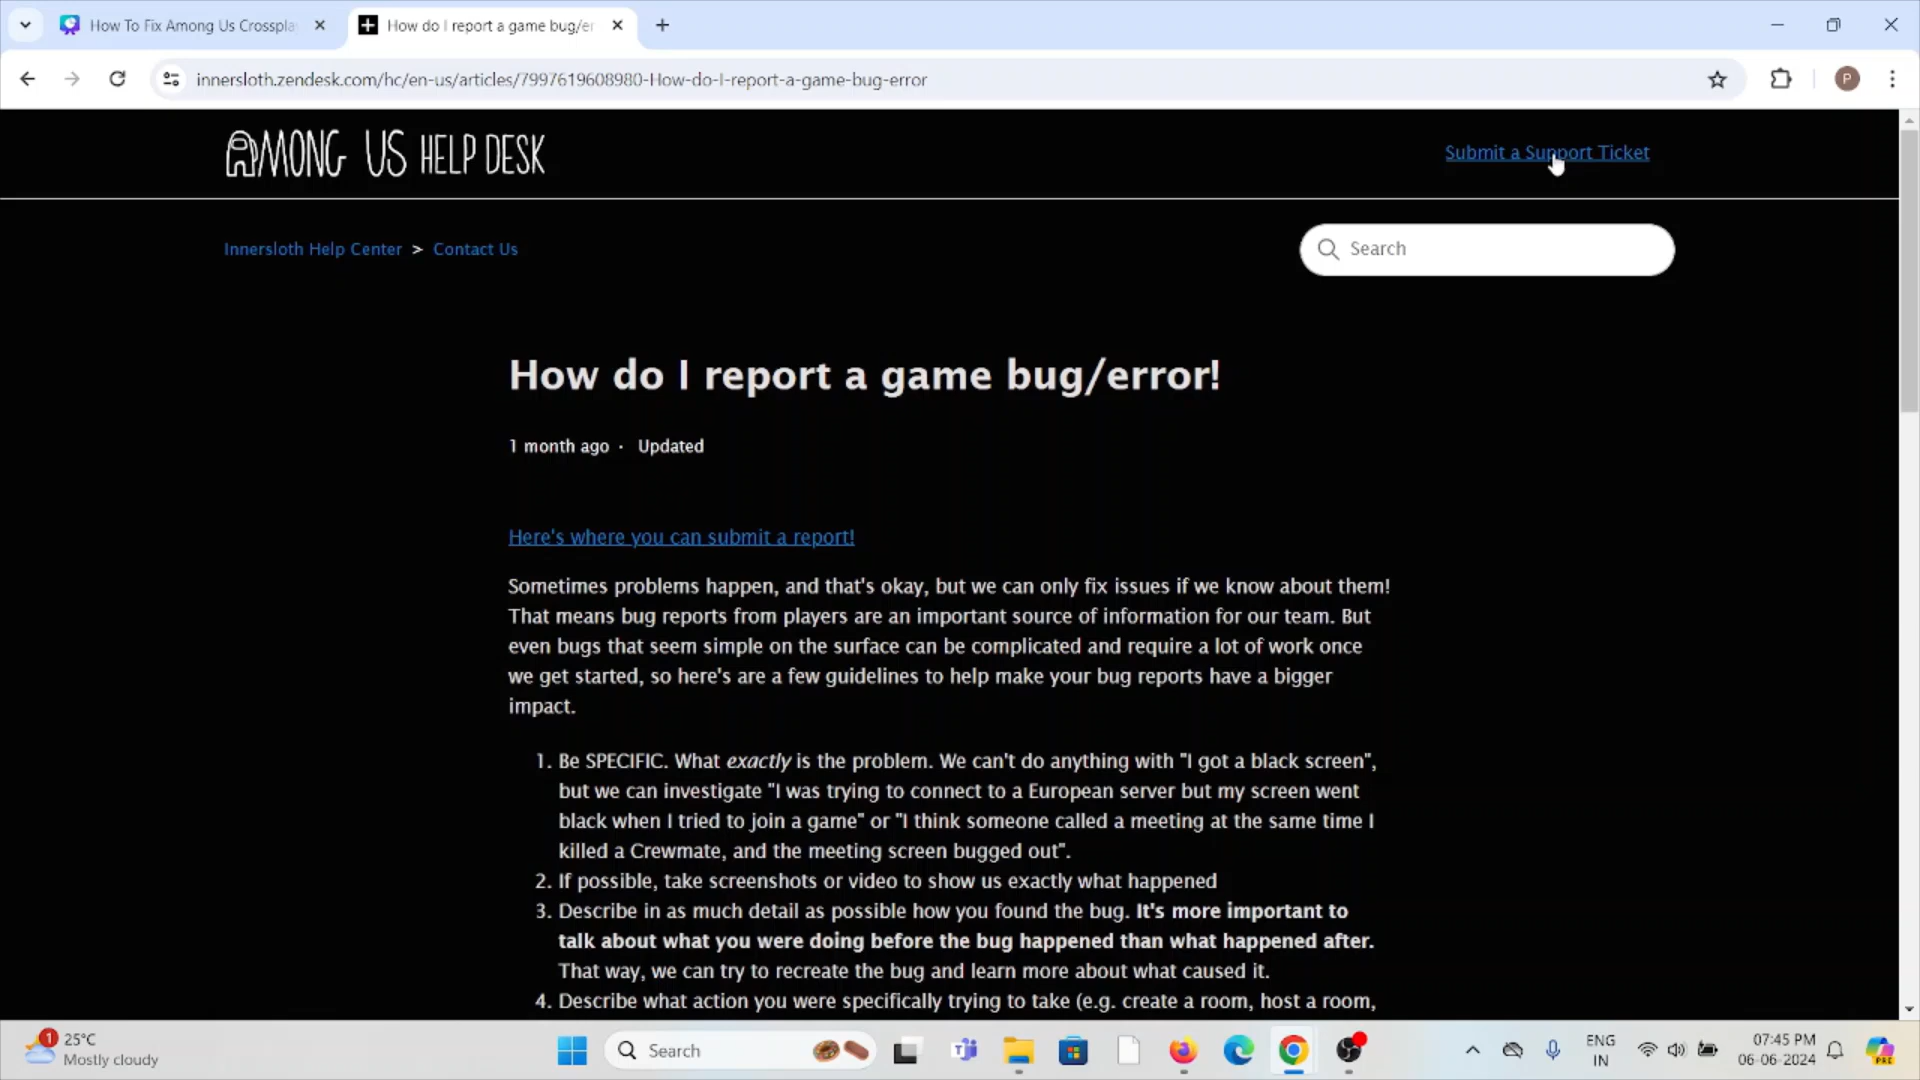 How To Fix Among Us Crosspla
How do I report a game bug/er
innersloth.zendesk.com/hc/en-us/articles/7997619608980-How-do-I-report-a-game-bug-error
P
AMONG US HELP DESK
Submit a Support Ticket
Innersloth Help Center > Contact Us
Search
How do I report a game bug/error!
1 month ago · Updated
Here's where you can submit a report!
Sometimes problems happen, and that's okay, but we can only fix issues if we know about them!
That means bug reports from players are an important source of information for our team. But
even bugs that seem simple on the surface can be complicated and require a lot of work once
we get started, so here's are a few guidelines to help make your bug reports have a bigger
impact.
1. Be SPECIFIC. What exactly is the problem. We can't do anything with "I got a black screen",
but we can investigate "I was trying to connect to a European server but my screen went
black when I tried to join a game" or "I think someone called a meeting at the same time I
killed a Crewmate, and the meeting screen bugged out".
2. If possible, take screenshots or video to show us exactly what happened
3. Describe in as much detail as possible how you found the bug. It's more important to
talk about what you were doing before the bug happened than what happened after.
That way, we can try to recreate the bug and learn more about what caused it.
4. Describe what action you were specifically trying to take (e.g. create a room, host a room,
1
25°C
Mostly cloudy
Search
ENG
IN
07:45 PM
06-06-2024
PRE